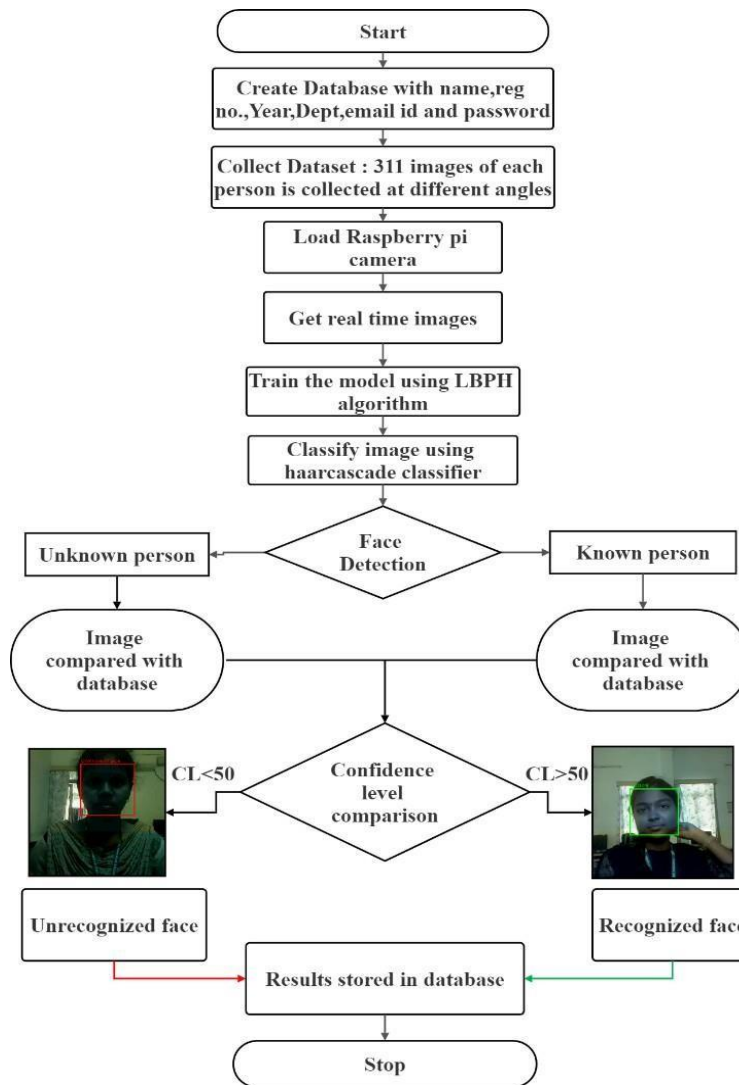 Start
Create Database with name,reg
no.,Year,Dept,email id and password
Collect Dataset : 311 images of each
person is collected at different angles
Load Raspberry pi
camera
Get real time images
Train the model using LBPH
algorithm
Classify image using
haarcascade classifier
Unknown person
Face
Detection
Known person
Image
compared with
database
Image
compared with
database
CL<50
Confidence
level
comparison
CL>50
Unrecognized face
Recognized face
Results stored in database
Stop